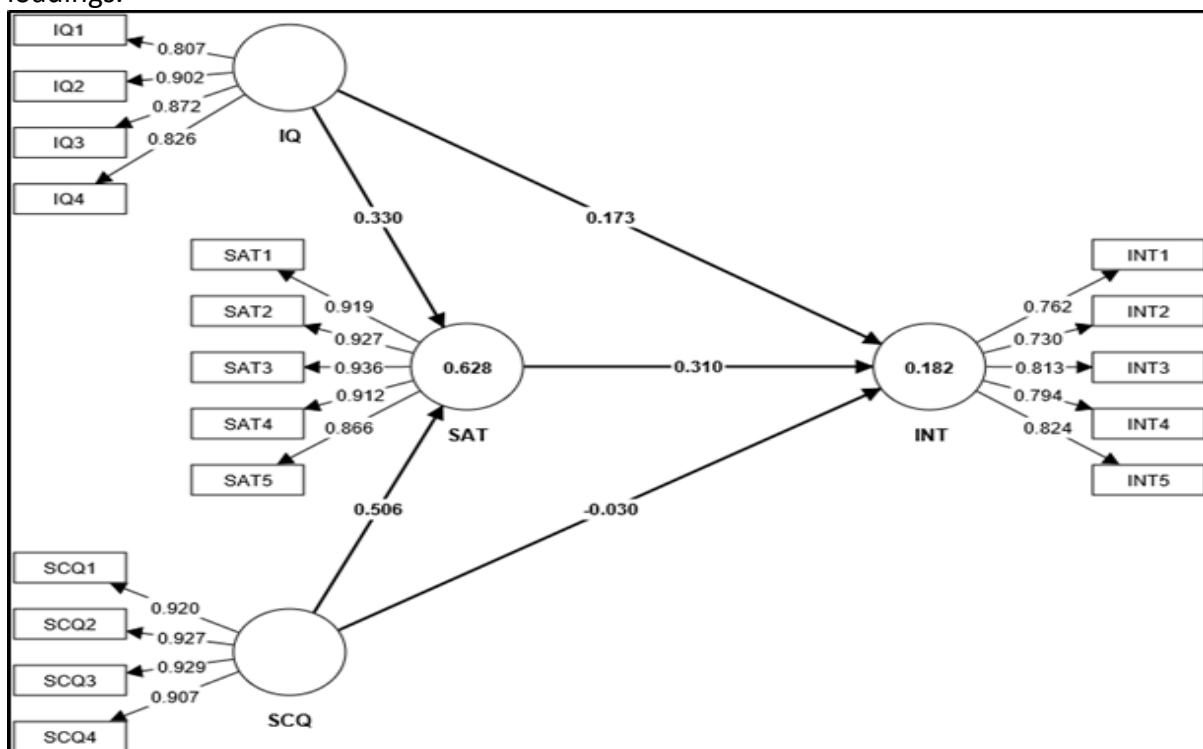 loadings.
IQ1
0.807
IQ2
0.902
IQ3
0.872
IQ4
0.826
IQ
0.330
0.173
SAT1
0.919
SAT2
0.927
SAT3
0.936
SAT4
0.912
SAT5
0.866
0.628
SAT
0.310
0.182
INT
INT1
0.762
INT2
0.730
INT3
0.813
INT4
0.794
INT5
0.824
0.506
-0.030
SCQ1
0.920
SCQ2
0.927
SCQ3
0.929
SCQ4
0.907
SCQ